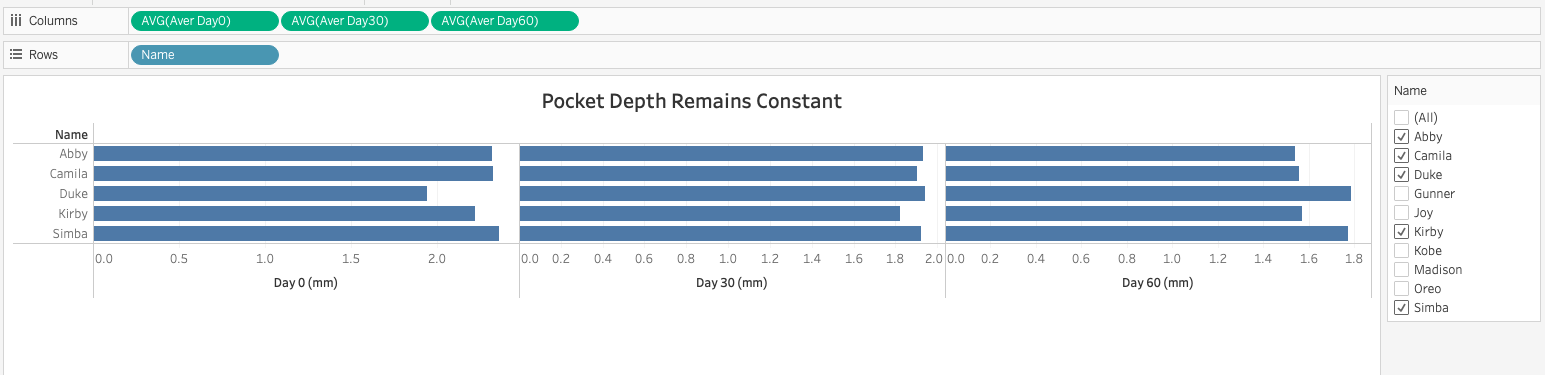 Columns AVG(Aver Day0) AVG(Aver Day30) AVG(Aver Day60)
Rows Name
Pocket Depth Remains Constant
Name
Abby
Camila
Duke
Kirby
Simba
0.0 0.5 1.0 1.5 2.0
Day 0 (mm)
0.0 0.2 0.4 0.6 0.8 1.0 1.2 1.4 1.6 1.8 2.0
Day 30 (mm)
0.0 0.2 0.4 0.6 0.8 1.0 1.2 1.4 1.6 1.8
Day 60 (mm)
Name
(All)
Abby
Camila
Duke
Gunner
Joy
Kirby
Kobe
Madison
Oreo
Simba